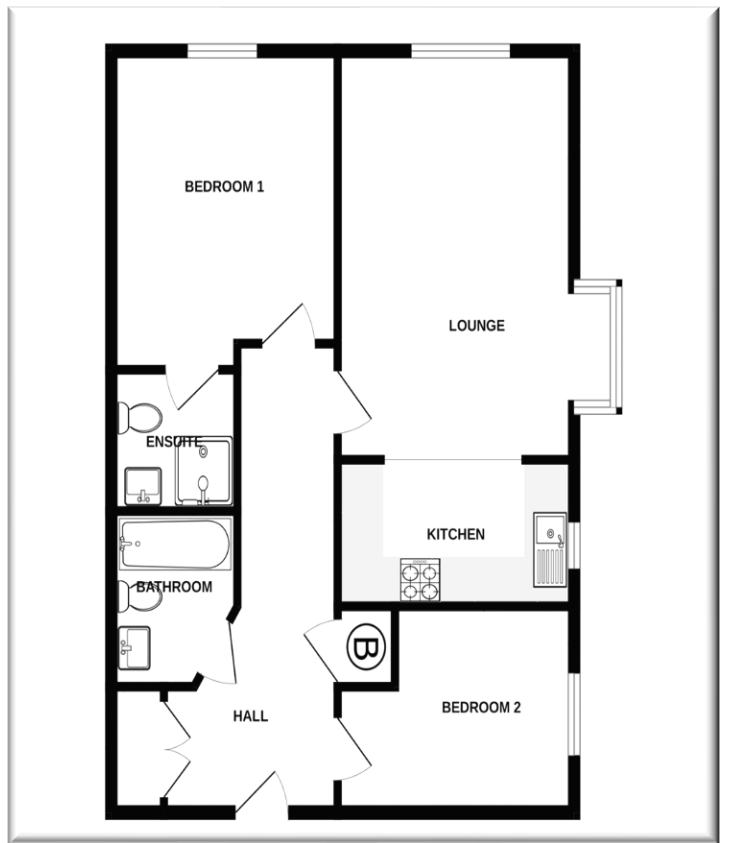 BEDROOM 1
LOUNGE
ENSUITE
KITCHEN
BATHROOM
B
BEDROOM 2
HALL